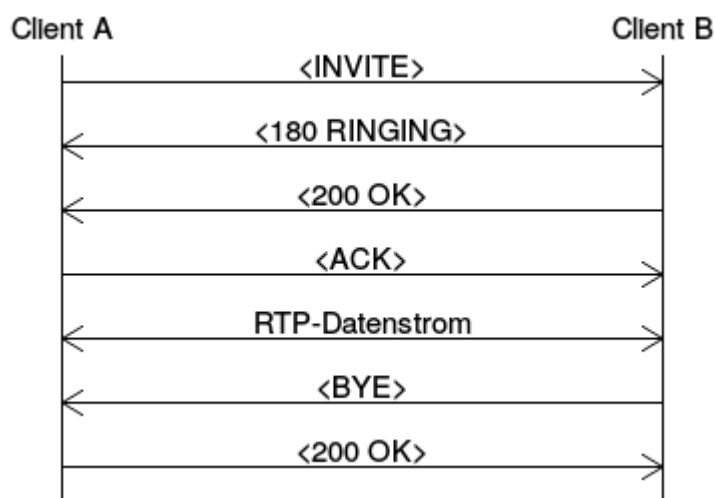 Client A
Client B
<INVITE>
<180 RINGING>
<200 OK>
<ACK>
RTP-Datenstrom
<BYE>
<200 OK>